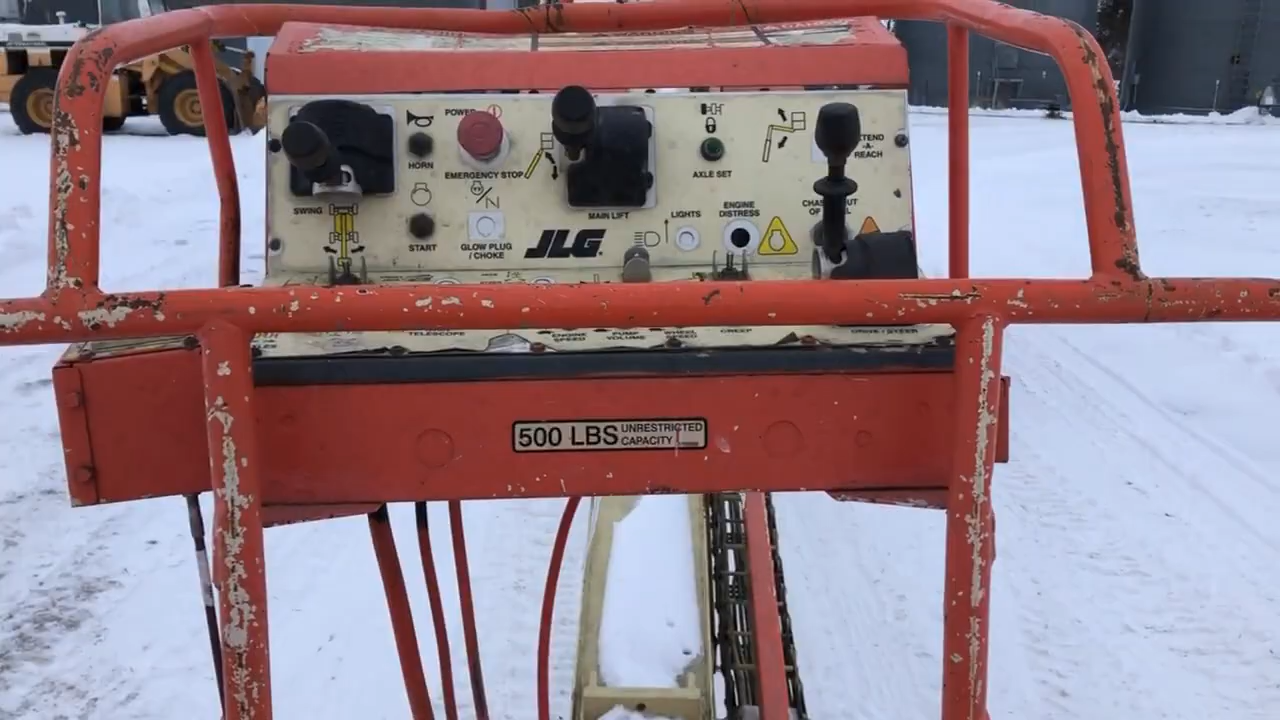 POWER
HORN
EMERGENCY STOP
AXLE SET
-A-
REACH
SWING
MAIN LIFT
LIGHTS
ENGINE
DISTRESS
START
GLOW PLUG
/ CHOKE
JLG
TELESCOPE
ENGINE
SPEED
PUMP
VOLUME
WHEEL
CREEP
DRIVE / STEER
500 LBS UNRESTRICTED
CAPACITY